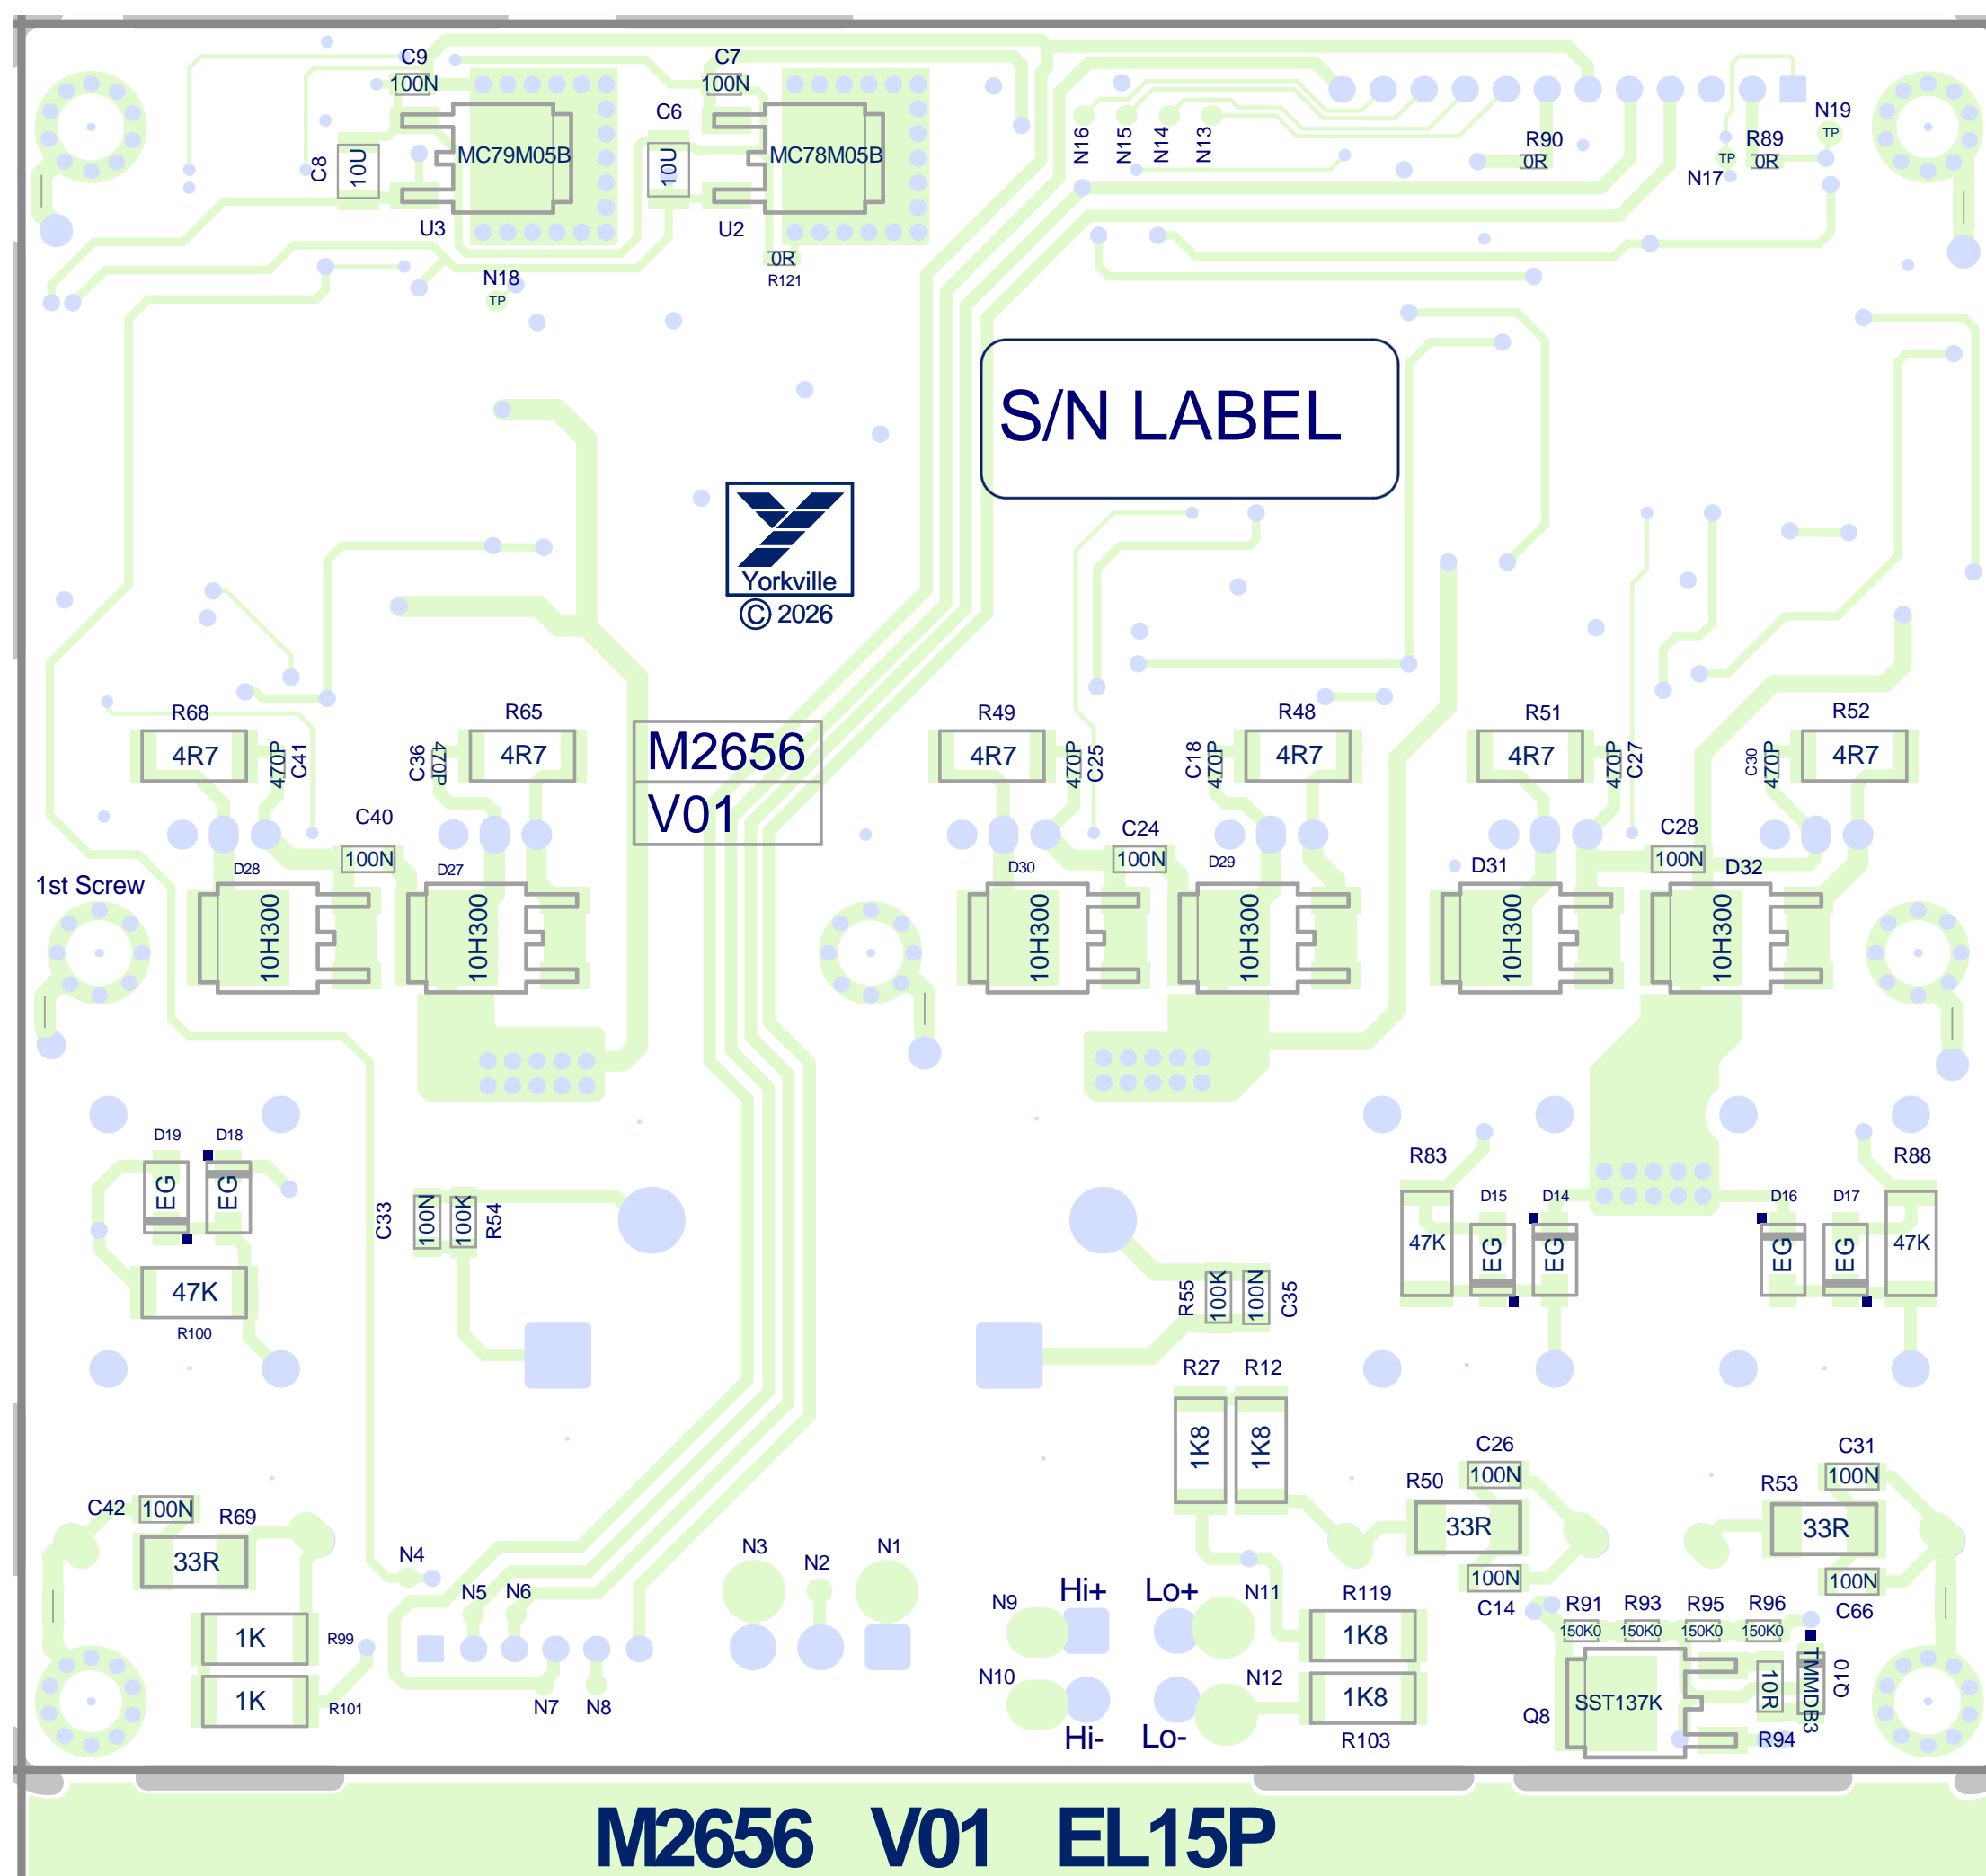 C9
100N
C7
100N
C6
C8
10U
MC79M05B
10U
MC78M05B
U3
U2
0R
R121
N18
TP
N16
N15
N14
N13
R90
0R
R89
0R
N19
TP
TP
N17
S/N LABEL
Yorkville
© 2026
R68
4R7
470P
C41
C36
470P
R65
4R7
M2656
V01
R49
4R7
470P
C25
C18
470P
R48
4R7
R51
4R7
470P
C27
C30
470P
R52
4R7
C40
100N
C24
100N
C28
100N
1st Screw
D28
10H300
D27
10H300
D30
10H300
D29
10H300
D31
10H300
D32
10H300
D19
EG
D18
EG
47K
R100
C33
100N
100K
R54
R83
47K
D15
EG
D14
EG
D16
EG
D17
EG
R88
47K
R55
100K
100N
C35
R27
1K8
R12
1K8
C42
100N
R69
33R
C26
100N
R50
33R
100N
C14
C31
100N
R53
33R
100N
C66
N4
N5
N6
N3
N2
N1
N7
N8
1K
R99
1K
R101
N9
Hi+
Lo+
N11
N10
Hi-
Lo-
N12
R119
1K8
1K8
R103
R91
150K0
R93
150K0
R95
150K0
R96
150K0
Q8
SST137K
10R
R94
TMMDB3
Q10
M2656 V01 EL15P